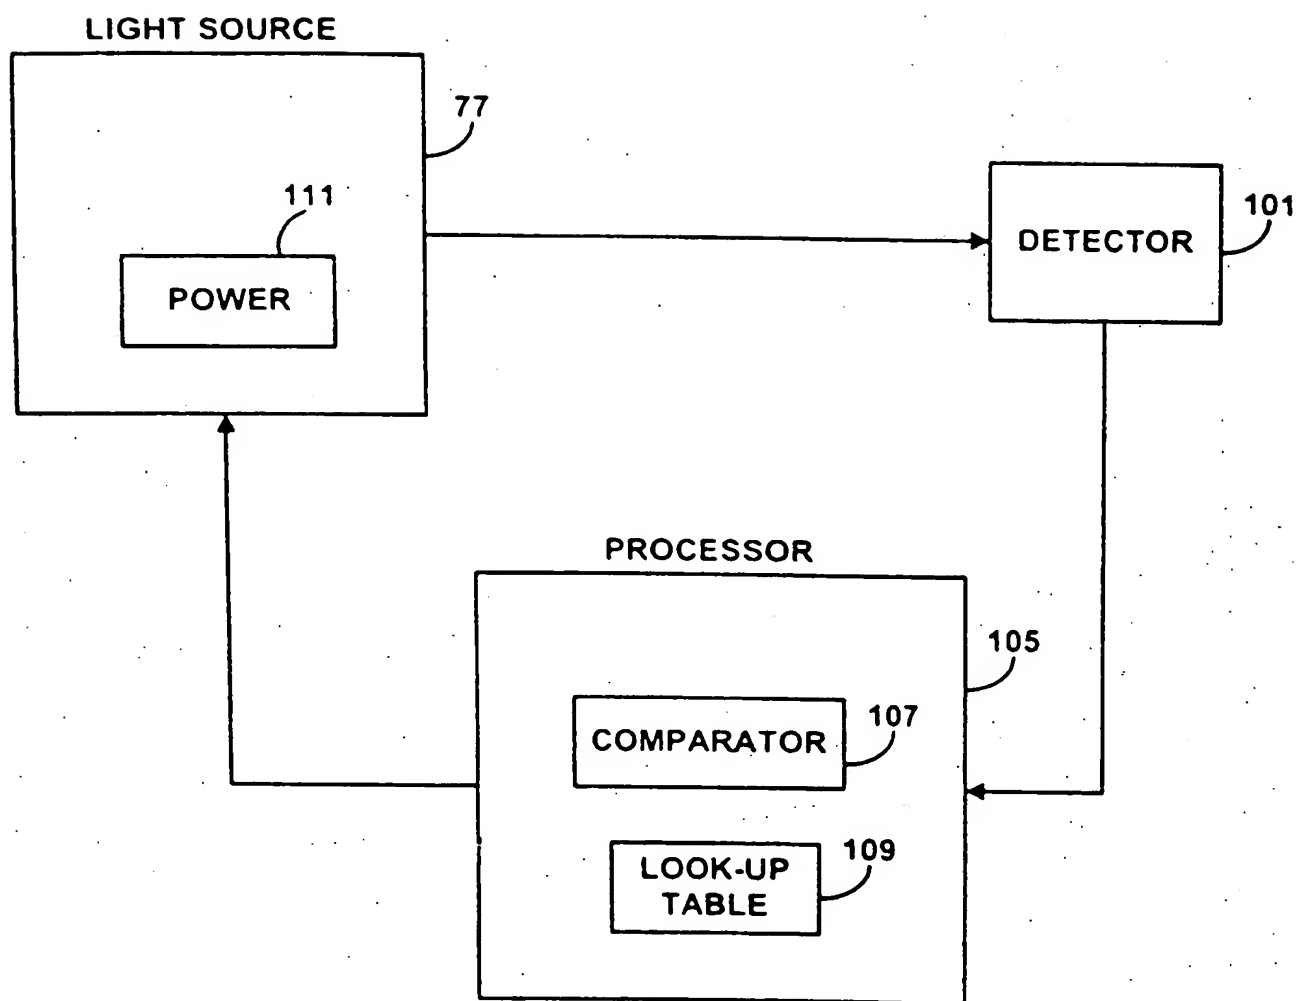 LIGHT SOURCE
77
111
POWER
DETECTOR
101
PROCESSOR
105
COMPARATOR
107
LOOK-UP
TABLE
109